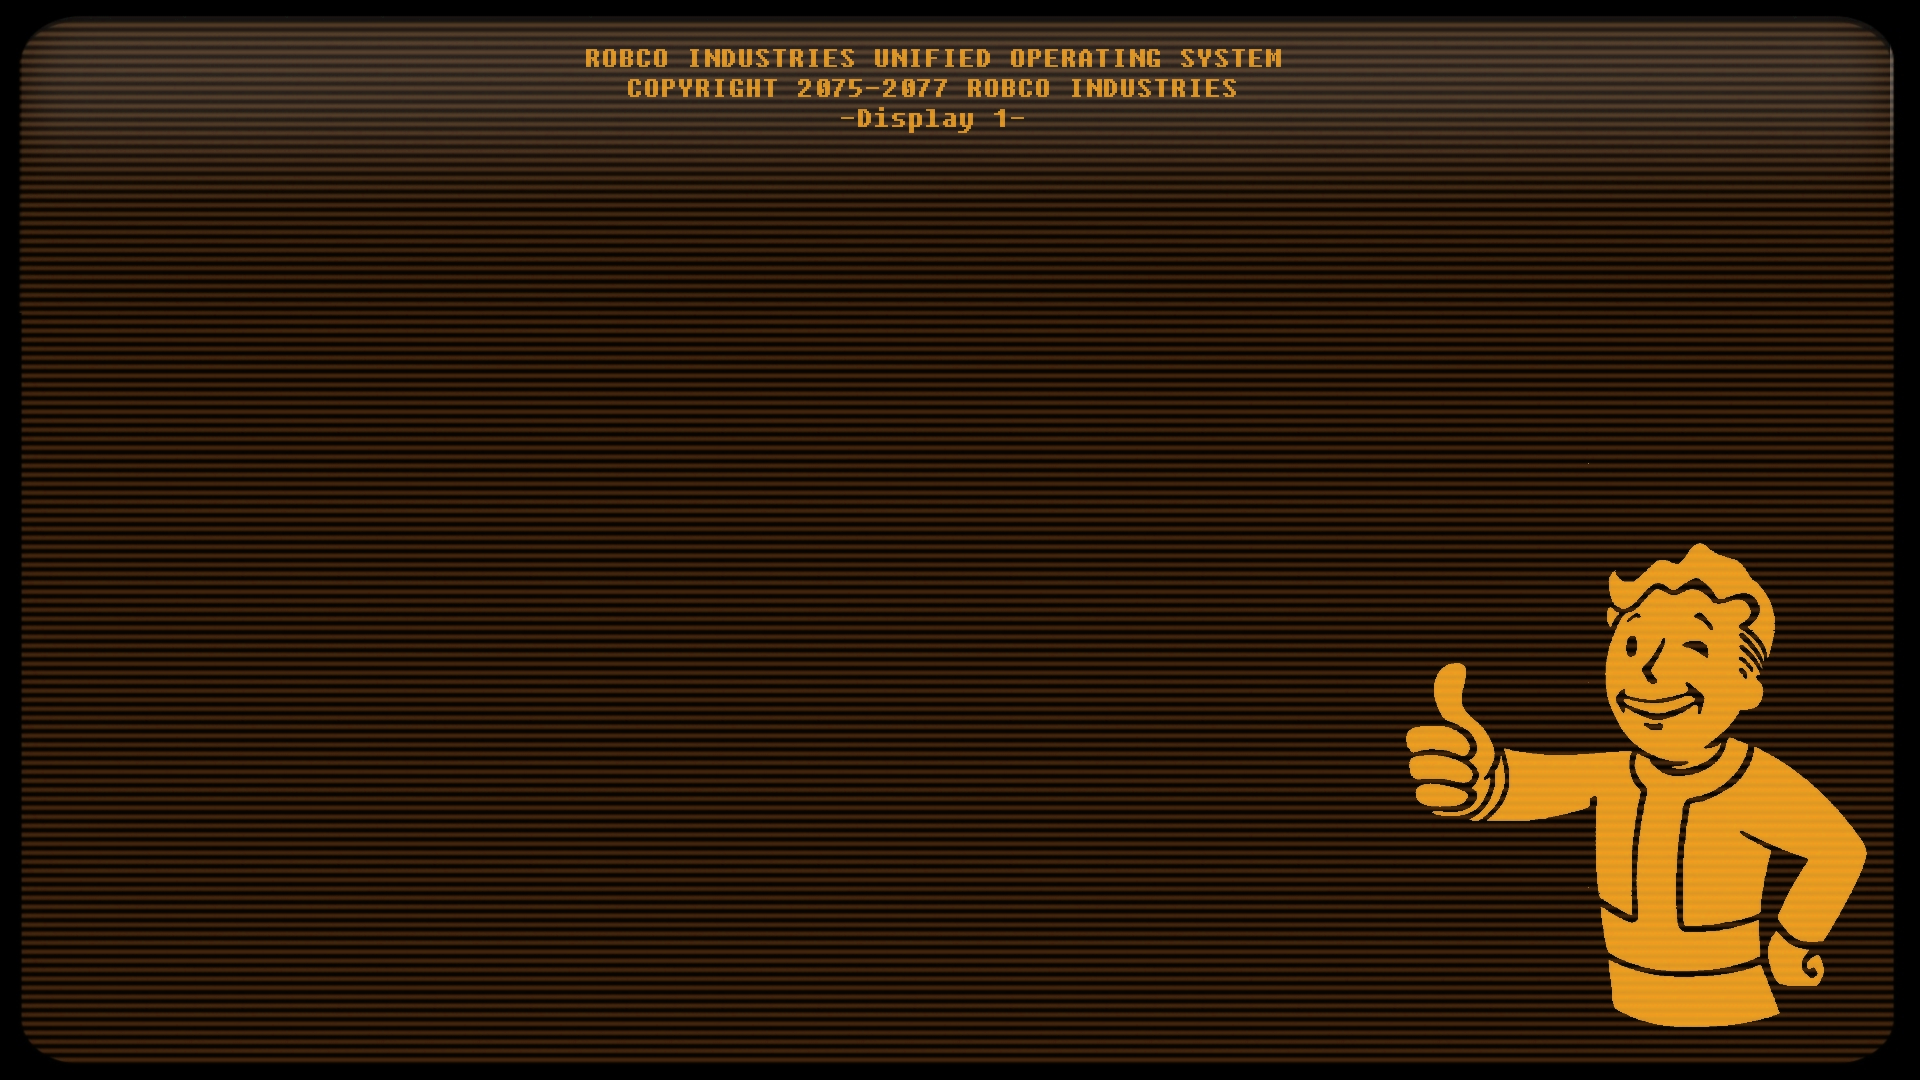 ROBCO INDUSTRIES UNIFIED OPERATING SYSTEM
COPYRIGHT 2075-2077 ROBCO INDUSTRIES
-Display 1-